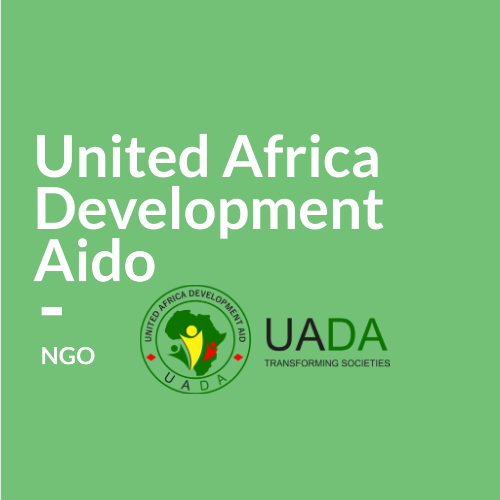 United Africa
Development
Aido
-
NGO
UNITED AFRICA DEVELOPMENT AID
UADA
UADA
TRANSFORMING SOCIETIES